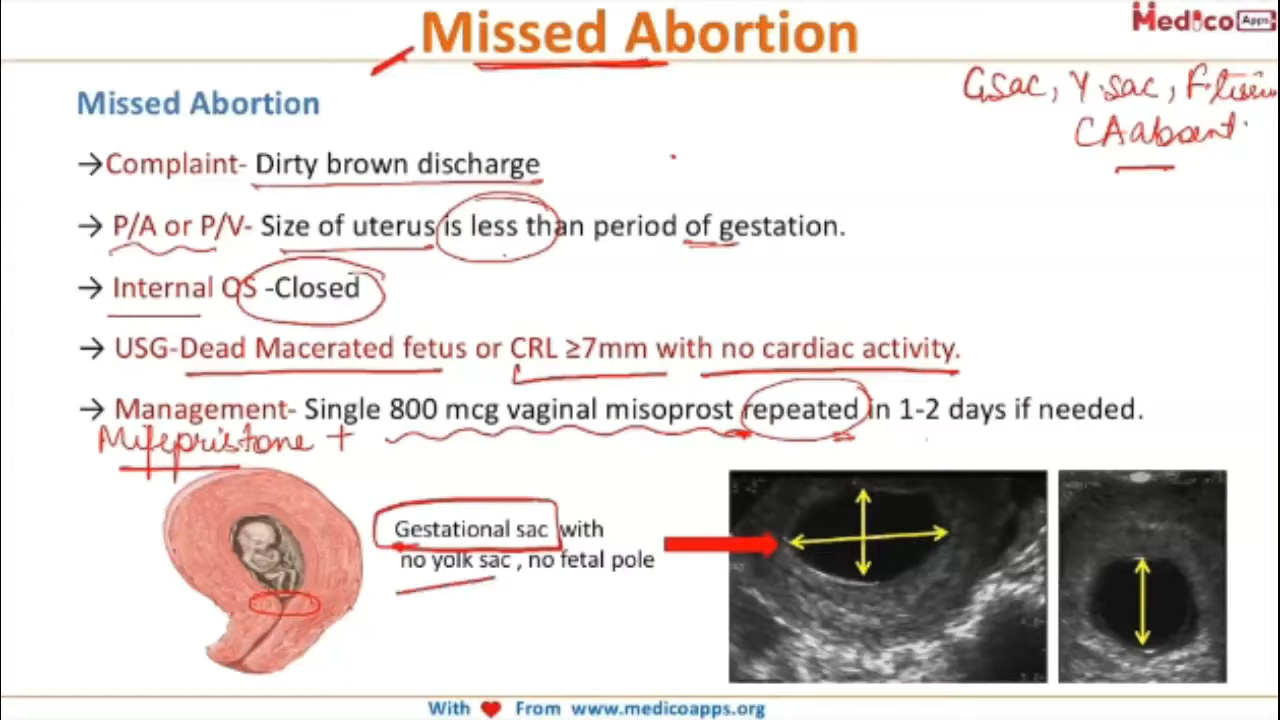 Missed Abortion
Medico Apps
Missed Abortion
G.sac, Y.sac, F.
CA absent
→Complaint- Dirty brown discharge
→ P/A or P/V- Size of uterus is less than period of gestation.
→ Internal OS -Closed
→ USG-Dead Macerated fetus or CRL ≥7mm with no cardiac activity.
→ Management- Single 800 mcg vaginal misoprost repeated in 1-2 days if needed.
Mifepristone +
Gestational sac with
no yolk sac , no fetal pole
With ❤ From www.medicoapps.org